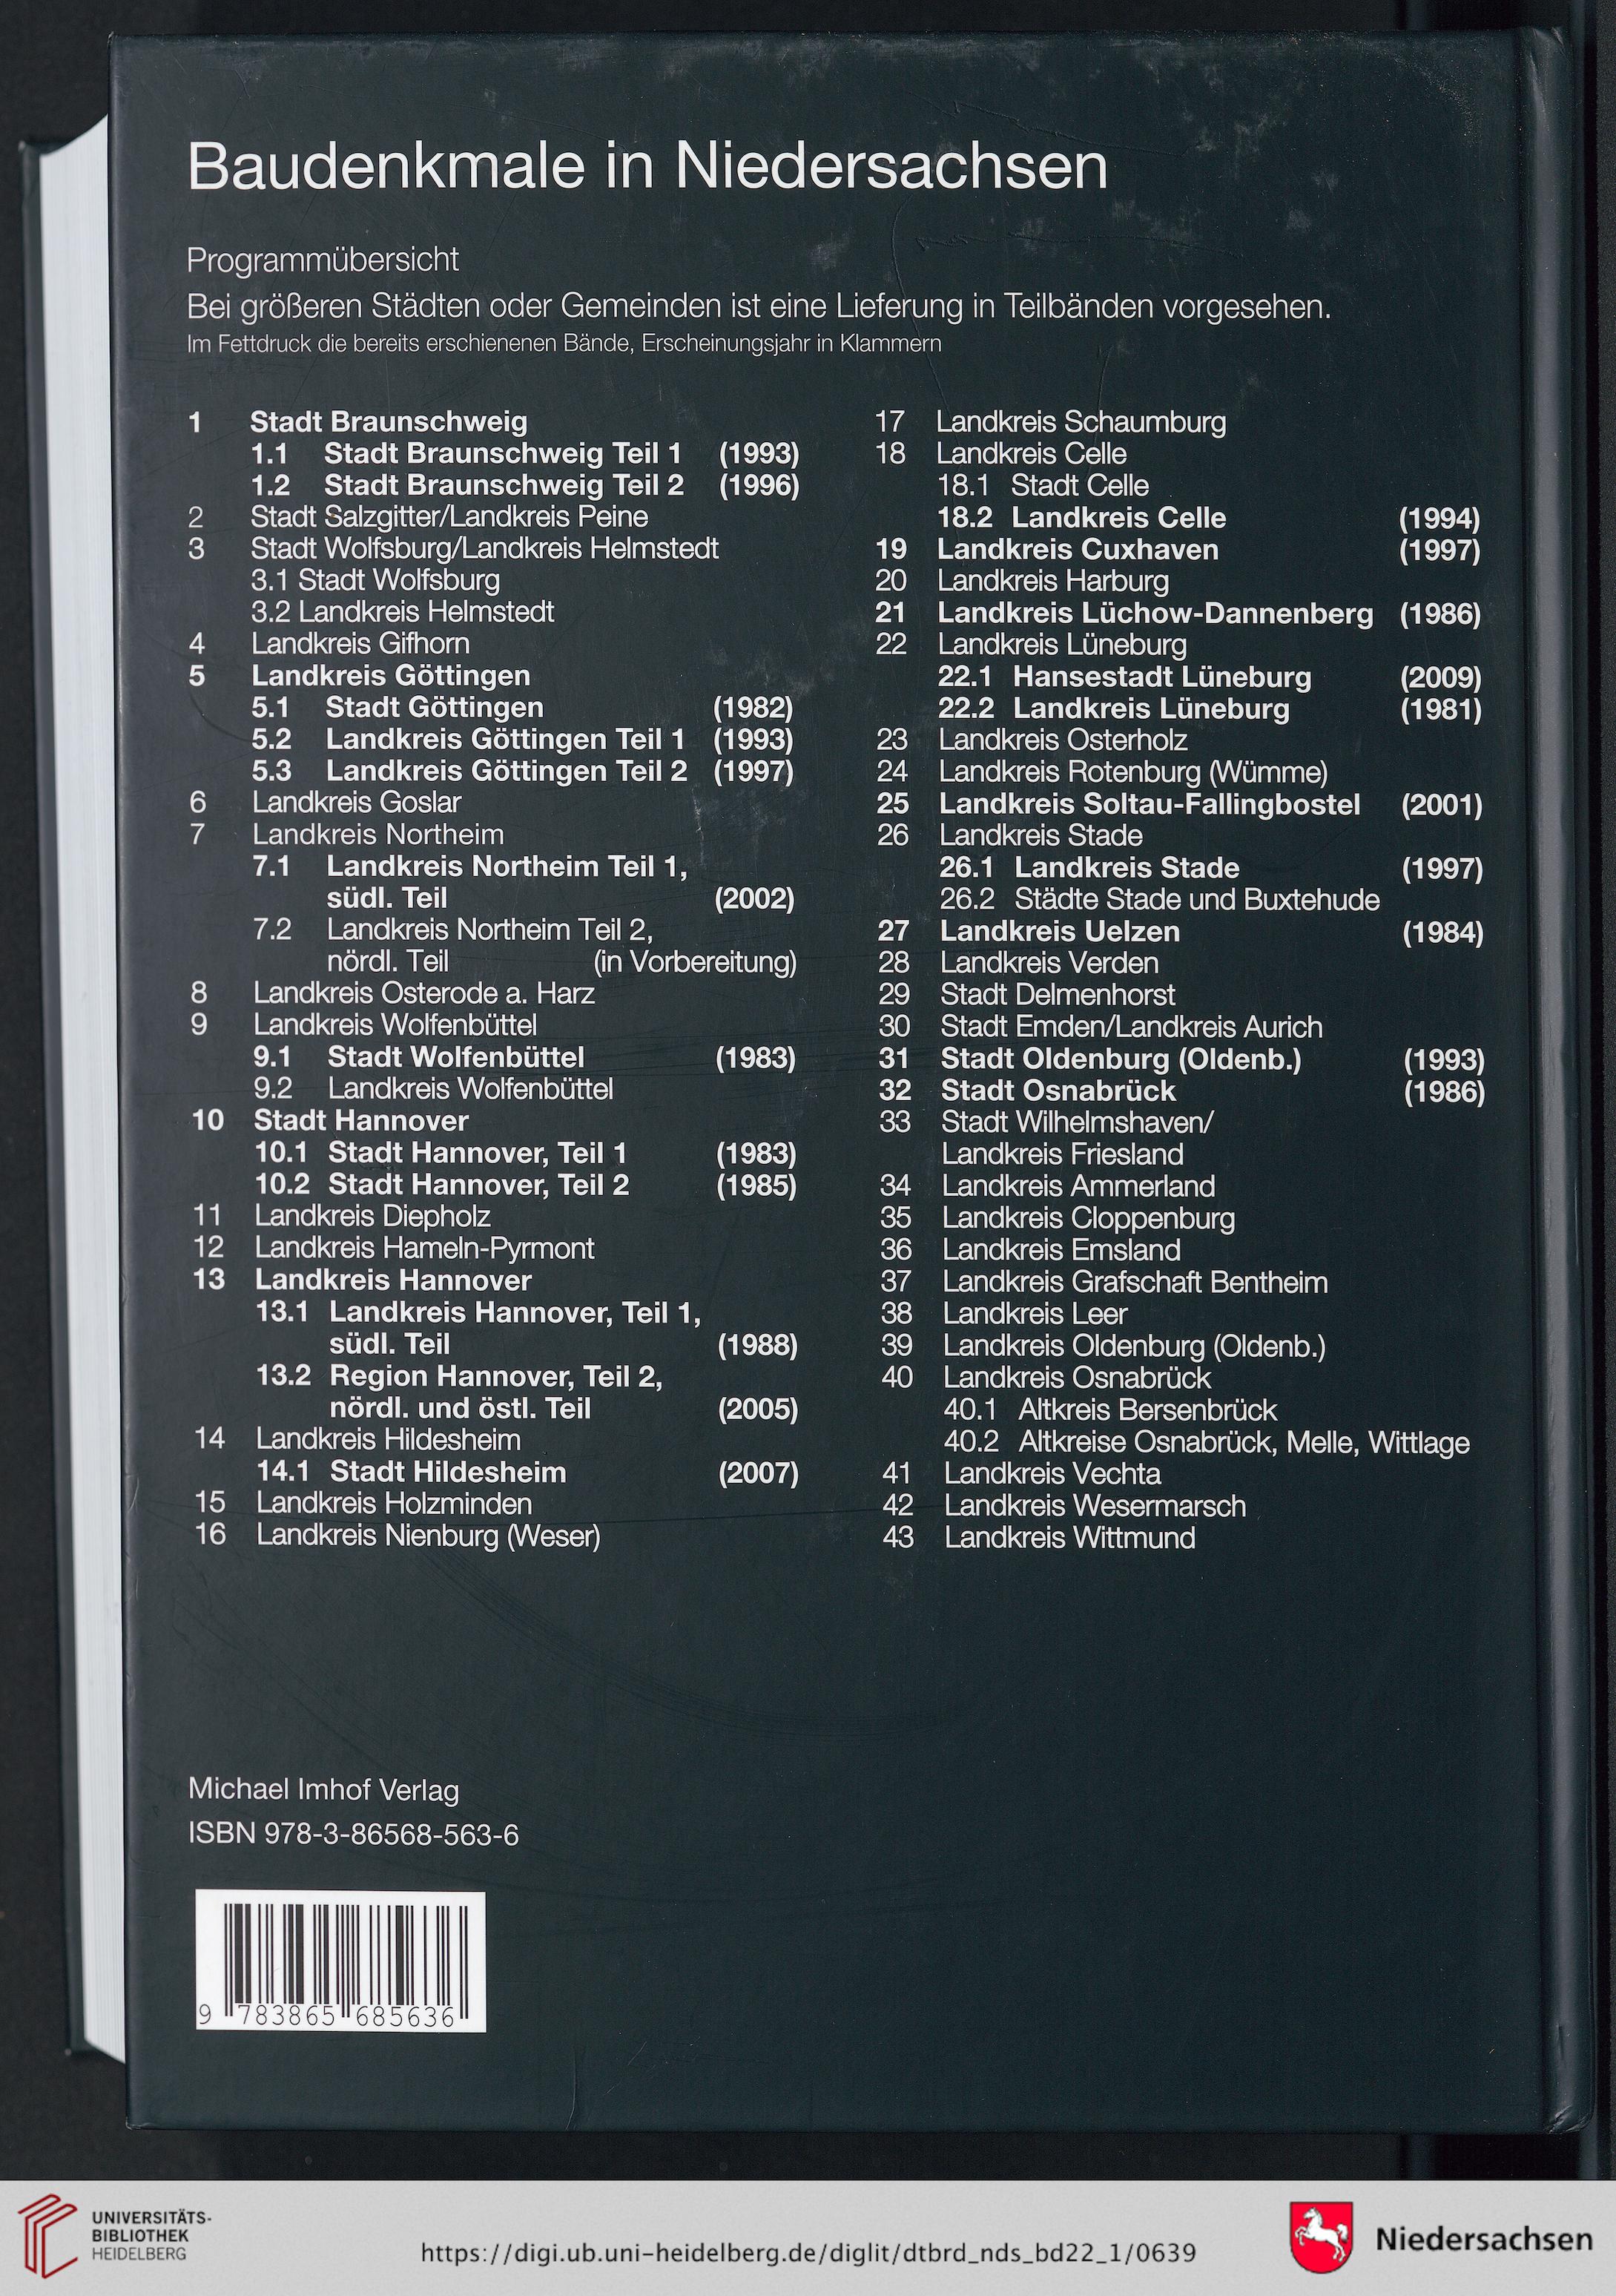 Baudenkmale in Niedersachsen
Programmübersicht
Bei größeren Städten oder Gemeinden ist eine Lieferung in Teilbänden vorgesehen.
Im Fettdruck die bereits erschienenen Bände, Erscheinungsjahr in Klammern
1 Stadt Braunschweig
1.1 Stadt Braunschweig Teil 1 (1993)
1.2 Stadt Braunschweig Teil 2 (1996)
2 Stadt Salzgitter/Landkreis Peine
3 Stadt Wolfsburg/Landkreis Helmstedt
3.1 Stadt Wolfsburg
3.2 Landkreis Helmstedt
4 Landkreis Gifhorn
5 Landkreis Göttingen
5.1 Stadt Göttingen (1982)
5.2 Landkreis Göttingen Teil 1 (1993)
5.3 Landkreis Göttingen Teil 2 (1997)
6 Landkreis Goslar
7 Landkreis Northeim
7.1 Landkreis Northeim Teil 1,
südl. Teil (2002)
7.2 Landkreis Northeim Teil 2,
nördl. Teil (in Vorbereitung)
8 Landkreis Osterode a. Harz
9 Landkreis Wolfenbüttel
9.1 Stadt Wolfenbüttel (1983)
9.2 Landkreis Wolfenbüttel
10 Stadt Hannover
10.1 Stadt Hannover, Teil 1 (1983)
10.2 Stadt Hannover, Teil 2 (1985)
11 Landkreis Diepholz
12 Landkreis Hameln-Pyrmont
13 Landkreis Hannover
13.1 Landkreis Hannover, Teil 1,
südl. Teil (1988)
13.2 Region Hannover, Teil 2,
nördl. und östl. Teil (2005)
14 Landkreis Hildesheim
14.1 Stadt Hildesheim (2007)
15 Landkreis Holzminden
16 Landkreis Nienburg (Weser)
17 Landkreis Schaumburg
18 Landkreis Celle
18.1 Stadt Celle
18.2 Landkreis Celle (1994)
19 Landkreis Cuxhaven (1997)
20 Landkreis Harburg
21 Landkreis Lüchow-Dannenberg (1986)
22 Landkreis Lüneburg
22.1 Hansestadt Lüneburg (2009)
22.2 Landkreis Lüneburg (1981)
23 Landkreis Osterholz
24 Landkreis Rotenburg (Wümme)
25 Landkreis Soltau-Fallingbostel (2001)
26 Landkreis Stade
26.1 Landkreis Stade (1997)
26.2 Städte Stade und Buxtehude
27 Landkreis Uelzen (1984)
28 Landkreis Verden
29 Stadt Delmenhorst
30 Stadt Emden/Landkreis Aurich
31 Stadt Oldenburg (Oldenb.) (1993)
32 Stadt Osnabrück (1986)
33 Stadt Wilhelmshaven/
Landkreis Friesland
34 Landkreis Ammerland
35 Landkreis Cloppenburg
36 Landkreis Emsland
37 Landkreis Grafschaft Bentheim
38 Landkreis Leer
39 Landkreis Oldenburg (Oldenb.)
40 Landkreis Osnabrück
40.1 Altkreis Bersenbrück
40.2 Altkreise Osnabrück, Melle, Wittlage
41 Landkreis Vechta
42 Landkreis Wesermarsch
43 Landkreis Wittmund
Michael Imhof Verlag
ISBN 978-3-86568-563-6
9 783865 685636
UNIVERSITÄTS-
BIBLIOTHEK
HEIDELBERG
https://digi.ub.uni-heidelberg.de/diglit/dtbrd_nds_bd22_1/0639
Niedersachsen